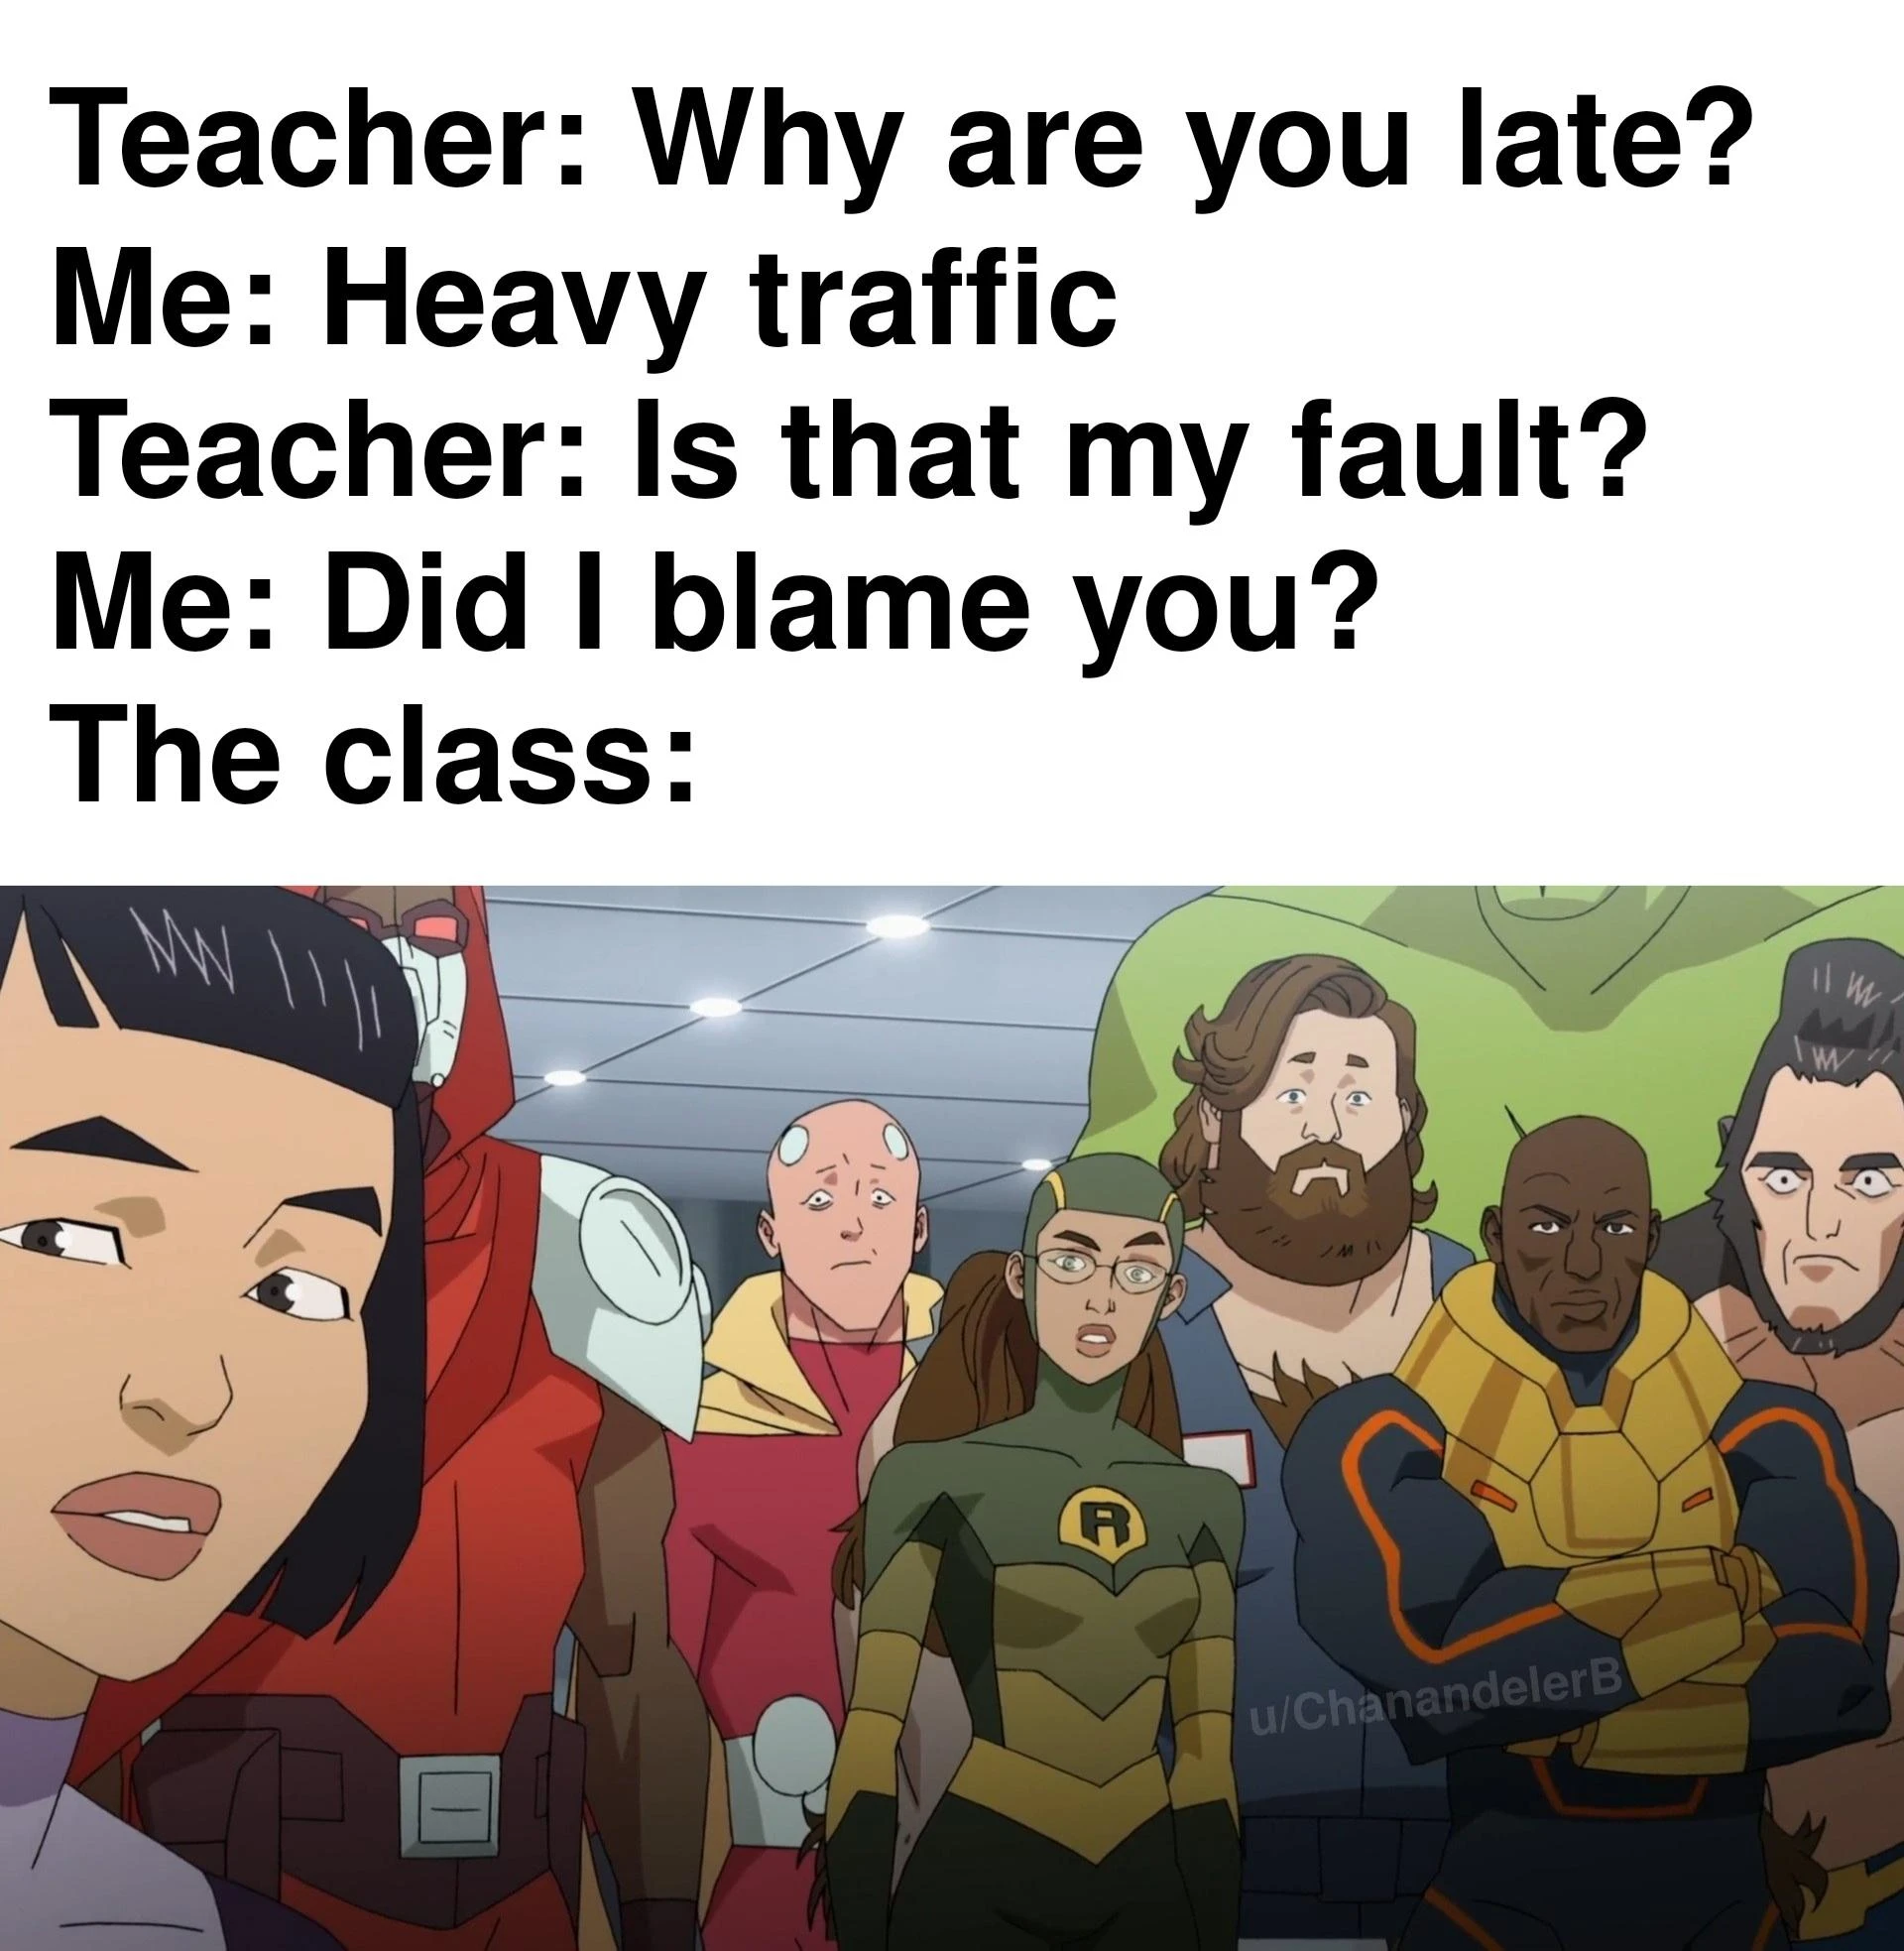 Teacher: Why are you late?
Me: Heavy traffic
Teacher: Is that my fault?
Me: Did I blame you?
The class:
R
u/ChanandelerB